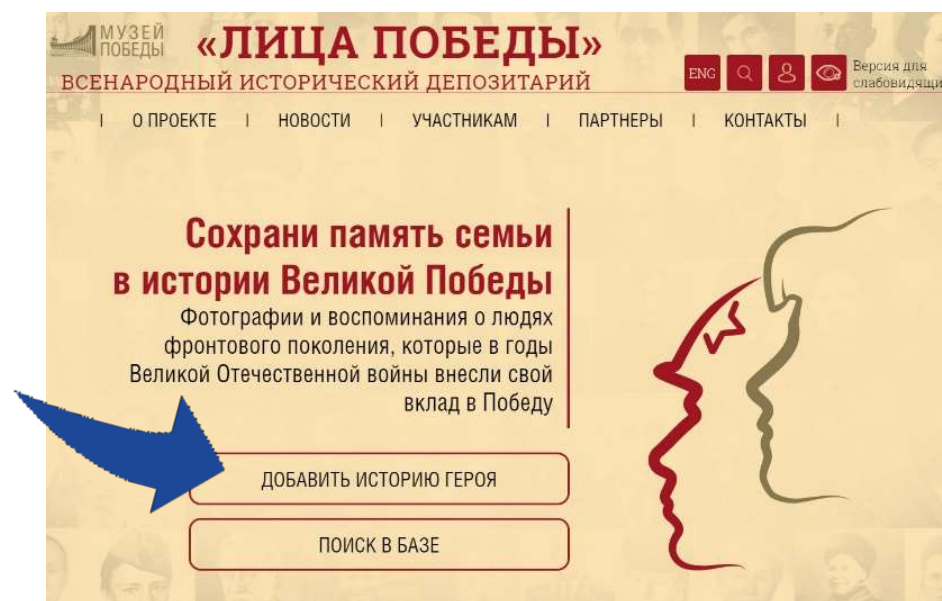 МУЗЕЙ
ПОБЕДЫ
«ЛИЦА ПОБЕДЫ»
ВСЕНАРОДНЫЙ ИСТОРИЧЕСКИЙ ДЕПОЗИТАРИЙ
ENG
Версия для
слабовидящи
| О ПРОЕКТЕ | НОВОСТИ | УЧАСТНИКАМ | ПАРТНЕРЫ | КОНТАКТЫ |
Сохрани память семьи
в истории Великой Победы
Фотографии и воспоминания о людях
фронтового поколения, которые в годы
Великой Отечественной войны внесли свой
вклад в Победу
ДОБАВИТЬ ИСТОРИЮ ГЕРОЯ
ПОИСК В БАЗЕ